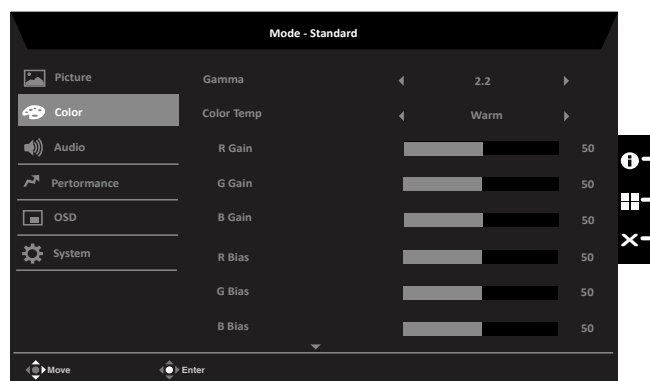 Mode - Standard
Picture
Gamma 2.2
Color
Color Temp Warm
Audio
R Gain 50
Pertormance
G Gain 50
OSD
B Gain 50
System
R Bias 50
G Bias 50
B Bias 50
Move Enter